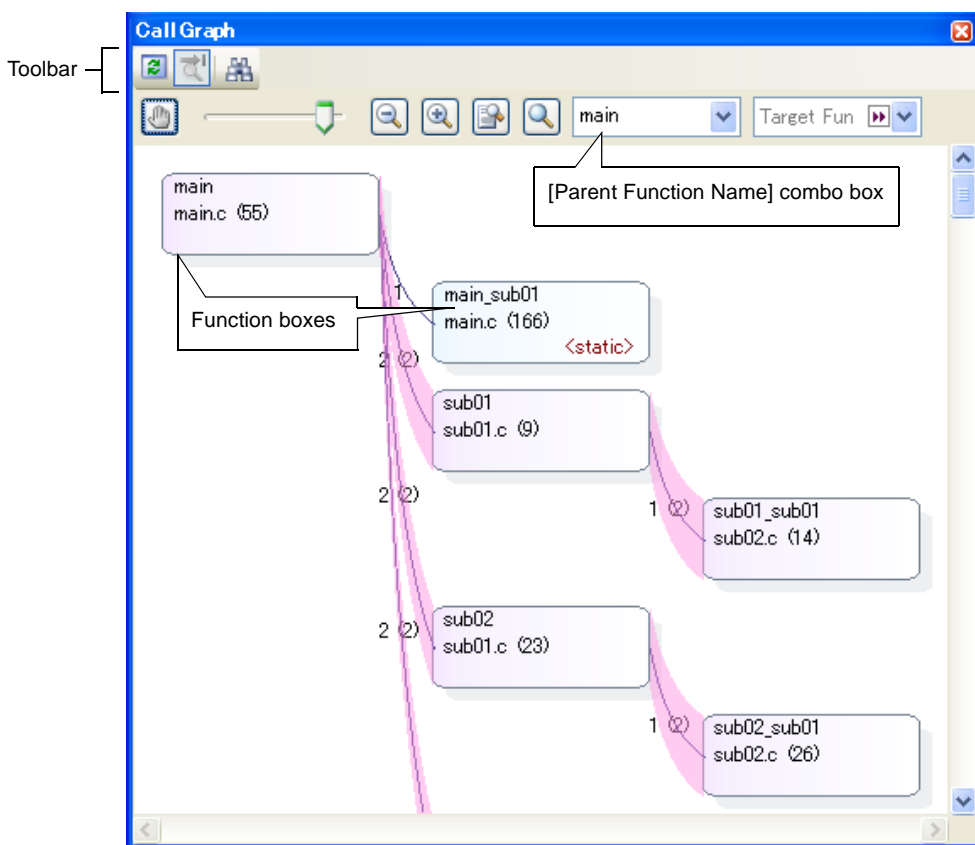 Call Graph
Toolbar
main
Target Fun
[Parent Function Name] combo box
main
main.c (55)
Function boxes
1
main_sub01
main.c (166)
<static>
2 (2)
sub01
sub01.c (9)
2 (2)
1 (2)
sub01_sub01
sub02.c (14)
2 (2)
sub02
sub01.c (23)
1 (2)
sub02_sub01
sub02.c (26)